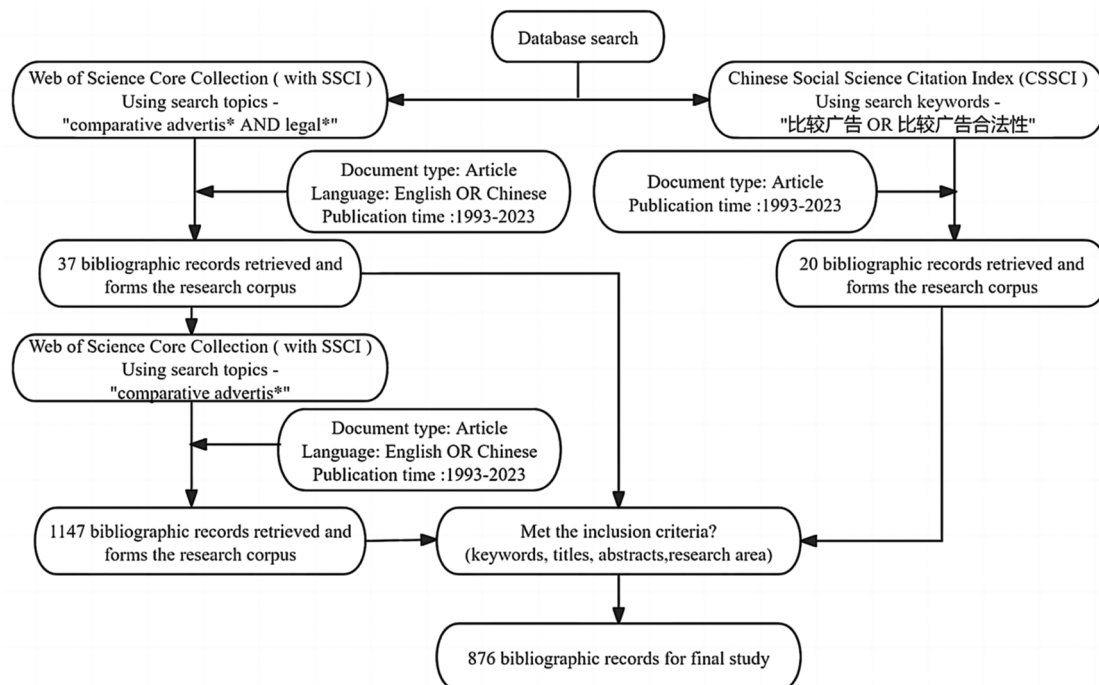 Database search
Web of Science Core Collection ( with SSCI )
Using search topics -
"comparative advertis* AND legal*"
Chinese Social Science Citation Index (CSSCI )
Using search keywords -
"比较广告 OR 比较广告合法性"
Document type: Article
Language: English OR Chinese
Publication time :1993-2023
Document type: Article
Publication time :1993-2023
37 bibliographic records retrieved and
forms the research corpus
20 bibliographic records retrieved and
forms the research corpus
Web of Science Core Collection ( with SSCI )
Using search topics -
"comparative advertis*"
Document type: Article
Language: English OR Chinese
Publication time :1993-2023
1147 bibliographic records retrieved and
forms the research corpus
Met the inclusion criteria?
(keywords, titles, abstracts,research area)
876 bibliographic records for final study